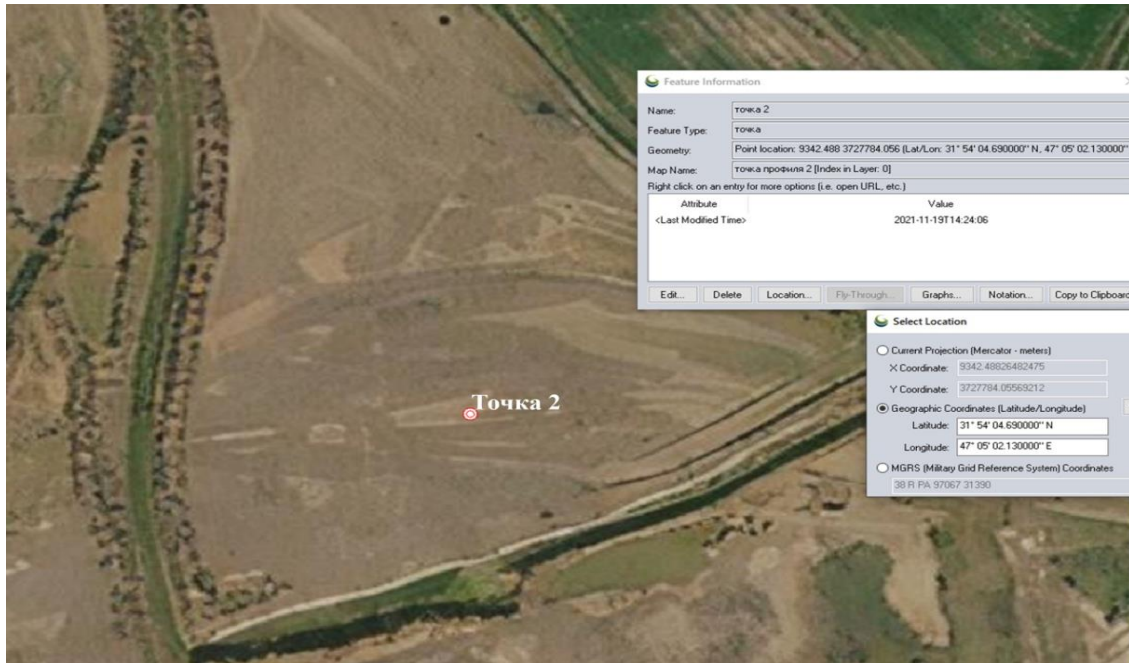 Точка 2
Feature Information
Name: точка 2
Feature Type: точка
Geometry: Point location: 9342.488 3727784.056 (Lat/Lon: 31° 54' 04.690000" N, 47° 05' 02.130000"
Map Name: точка профиля 2 [Index in Layer: 0]
Right click on an entry for more options (i.e. open URL, etc.)
Attribute Value
<Last Modified Time> 2021-11-19T14:24:06
Edit... Delete Location... Fly-Through... Graphs... Notation... Copy to Clipboard
Select Location
Current Projection (Mercator - meters)
X Coordinate: 9342.48826482475
Y Coordinate: 3727784.05569212
Geographic Coordinates (Latitude/Longitude)
Latitude: 31° 54' 04.690000" N
Longitude: 47° 05' 02.130000" E
MGRS (Military Grid Reference System) Coordinates
38 R PA 97067 31390